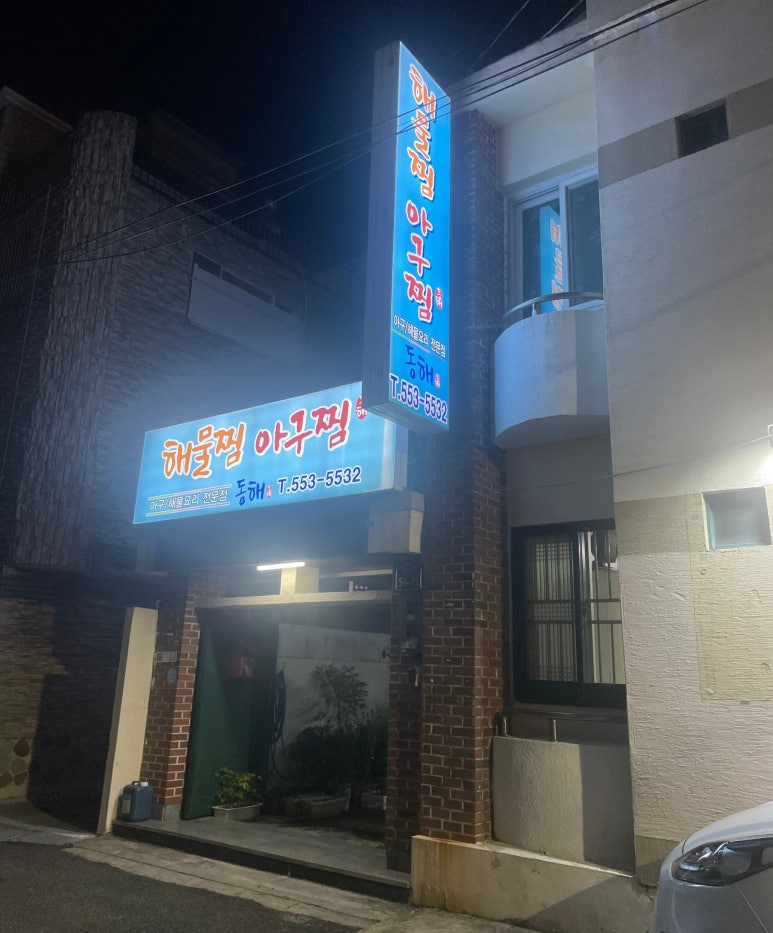 해물찜 아구찜
아구/해물요리 전문점
동해
T.553-5532
해물찜 아구찜
아구/해물요리 전문점 동해 T.553-5532